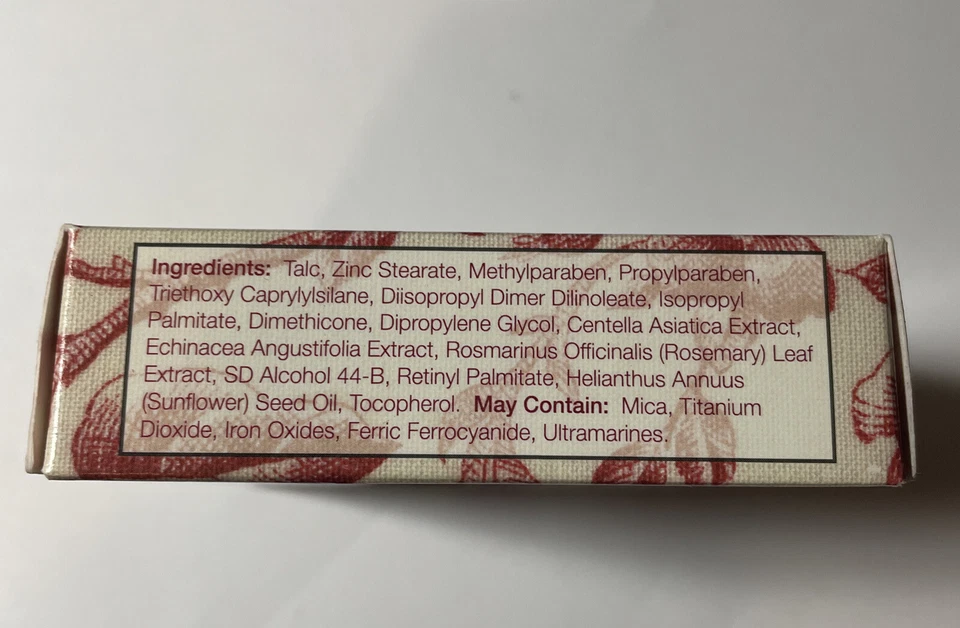 Ingredients: Talc, Zinc Stearate, Methylparaben, Propylparaben,
Triethoxy Caprylylsilane, Diisopropyl Dimer Dilinoleate, Isopropyl
Palmitate, Dimethicone, Dipropylene Glycol, Centella Asiatica Extract,
Echinacea Angustifolia Extract, Rosmarinus Officinalis (Rosemary) Leaf
Extract, SD Alcohol 44-B, Retinyl Palmitate, Helianthus Annuus
(Sunflower) Seed Oil, Tocopherol. May Contain: Mica, Titanium
Dioxide, Iron Oxides, Ferric Ferrocyanide, Ultramarines.